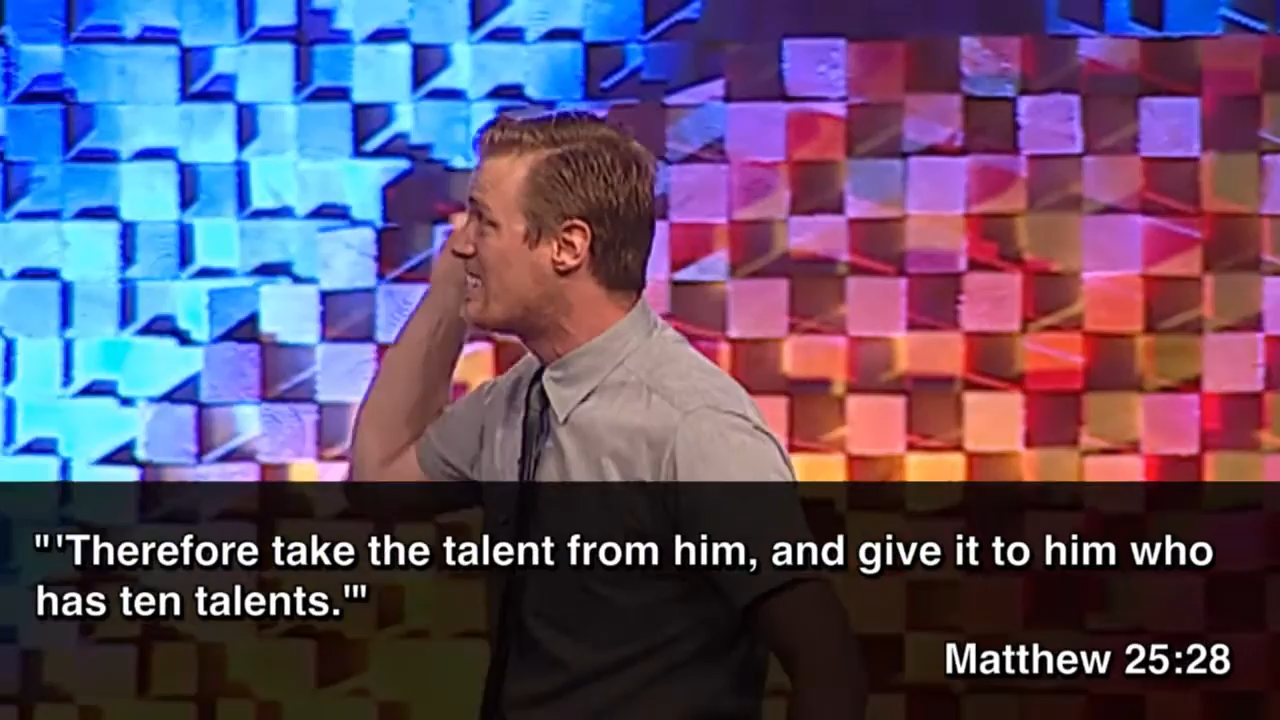 "'Therefore take the talent from him, and give it to him who
has ten talents.'"
Matthew 25:28